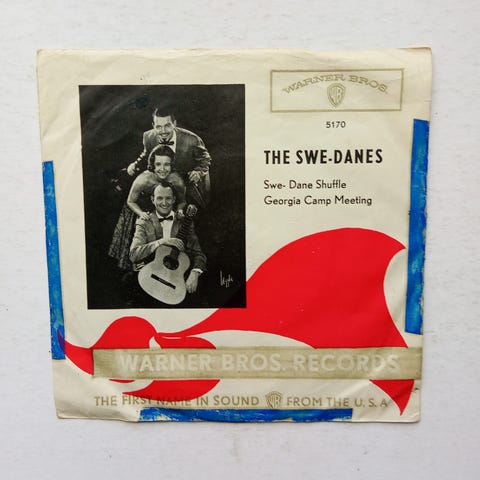 WARNER BROS.
WB
5170
THE SWE-DANES
Swe- Dane Shuffle
Georgia Camp Meeting
WARNER BROS. RECORDS
THE FIRST NAME IN SOUND WB FROM THE U.S.A